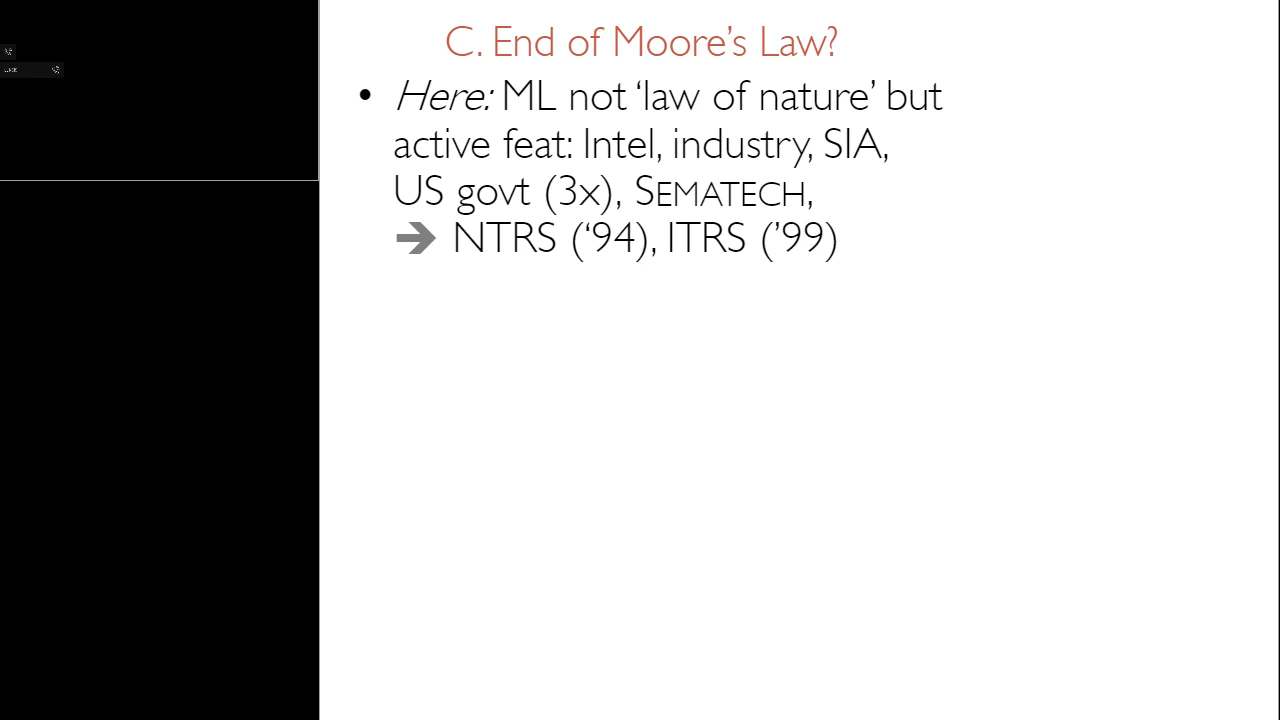 C. End of Moore’s Law?
• Here: ML not ‘law of nature’ but
active feat: Intel, industry, SIA,
US govt (3x), SEMATECH,
➔ NTRS (‘94), ITRS (’99)